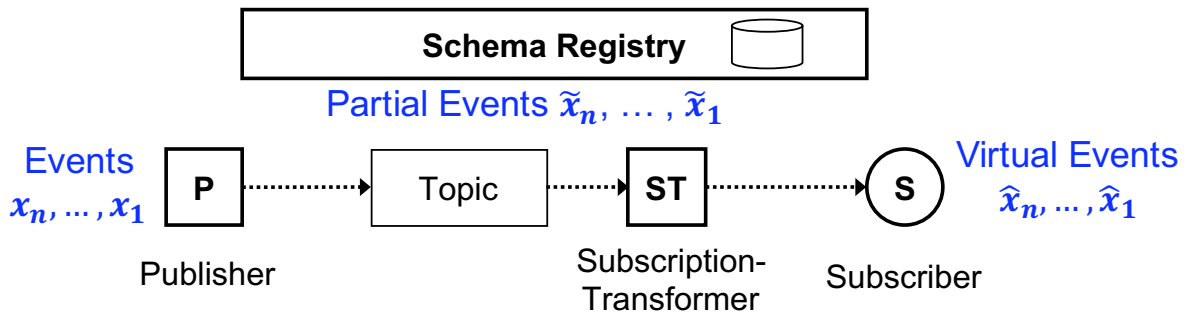 Schema Registry
Partial Events x̃ₙ, … , x̃₁
Events
xₙ, … , x₁
P
Topic
ST
S
Virtual Events
x̂ₙ, … , x̂₁
Publisher
Subscription-
Transformer
Subscriber